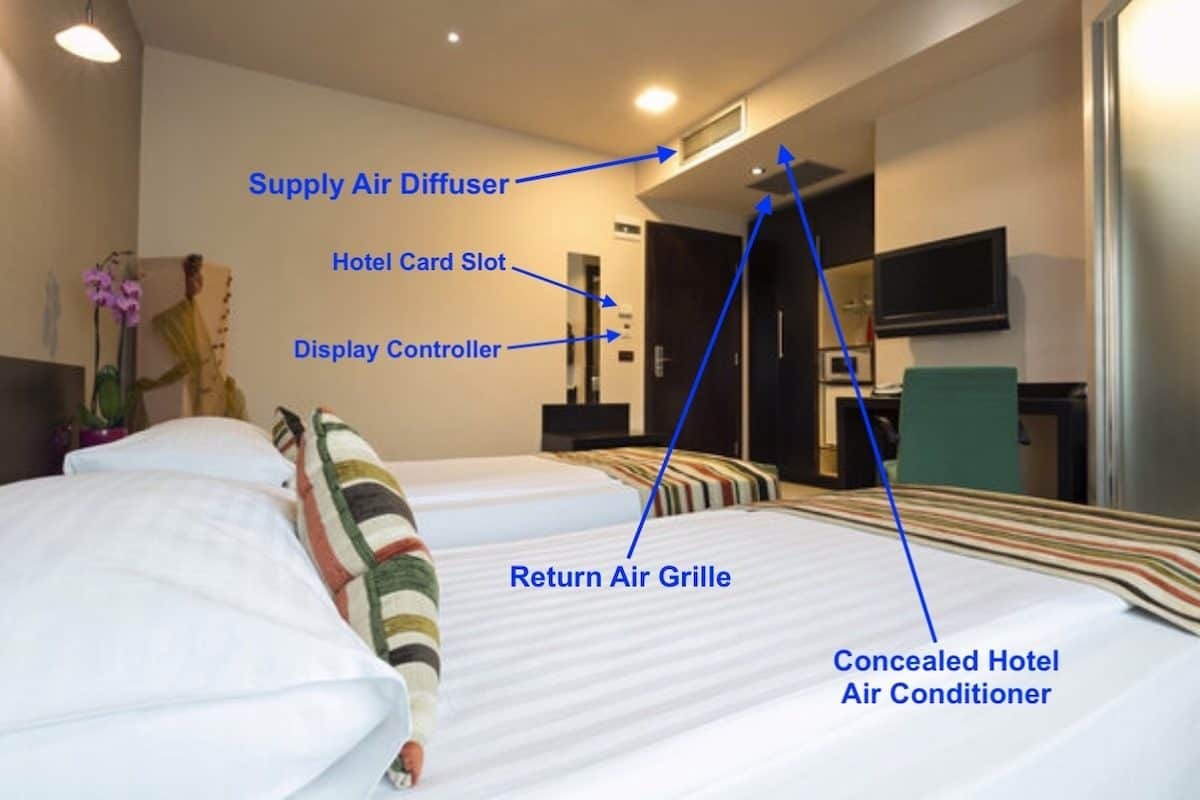 Supply Air Diffuser
Hotel Card Slot
Display Controller
Return Air Grille
Concealed Hotel
Air Conditioner